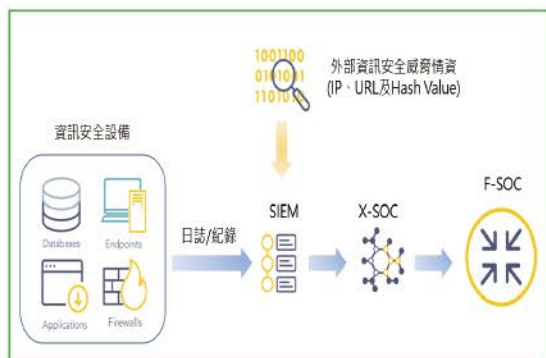 1001100
0101001
110101
外部資訊安全威脅情資
(IP、URL及Hash Value)
資訊安全設備
Databases
Endpoints
Applications
Firewalls
日誌/紀錄
SIEM
X-SOC
F-SOC